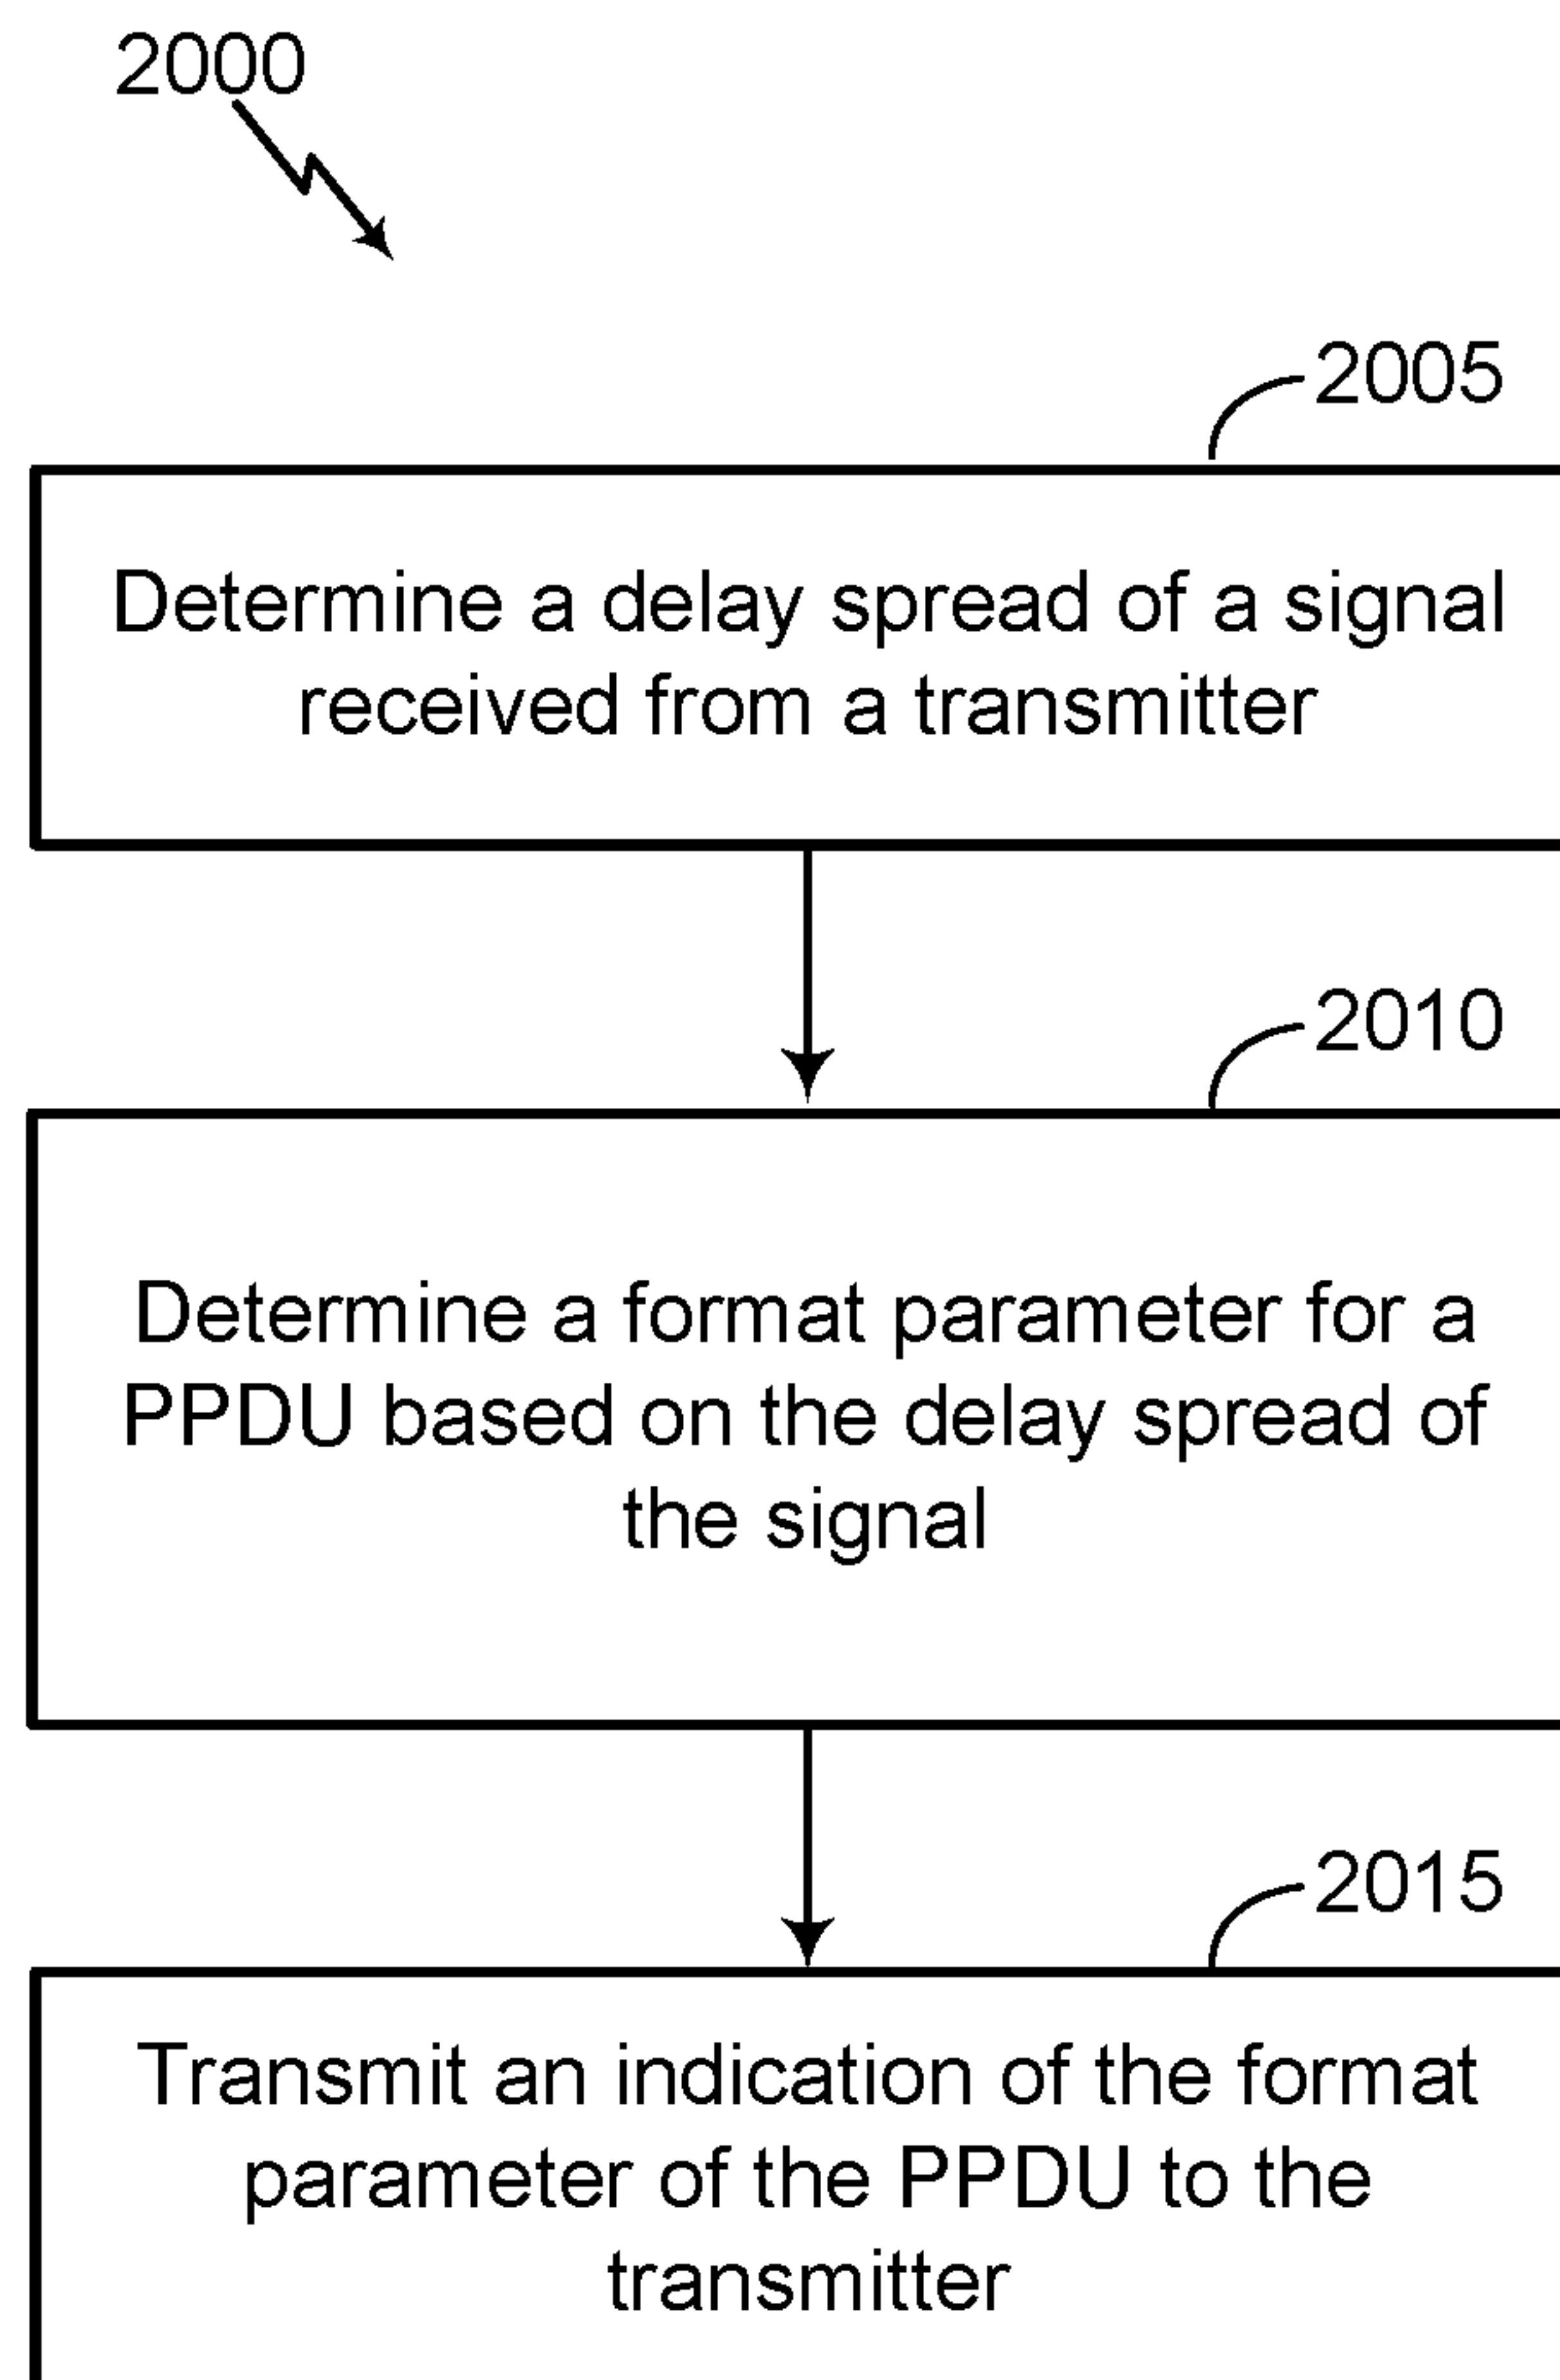 2000
2005
Determine a delay spread of a signal
received from a transmitter
2010
Determine a format parameter for a
PPDU based on the delay spread of
the signal
2015
Transmit an indication of the format
parameter of the PPDU to the
transmitter